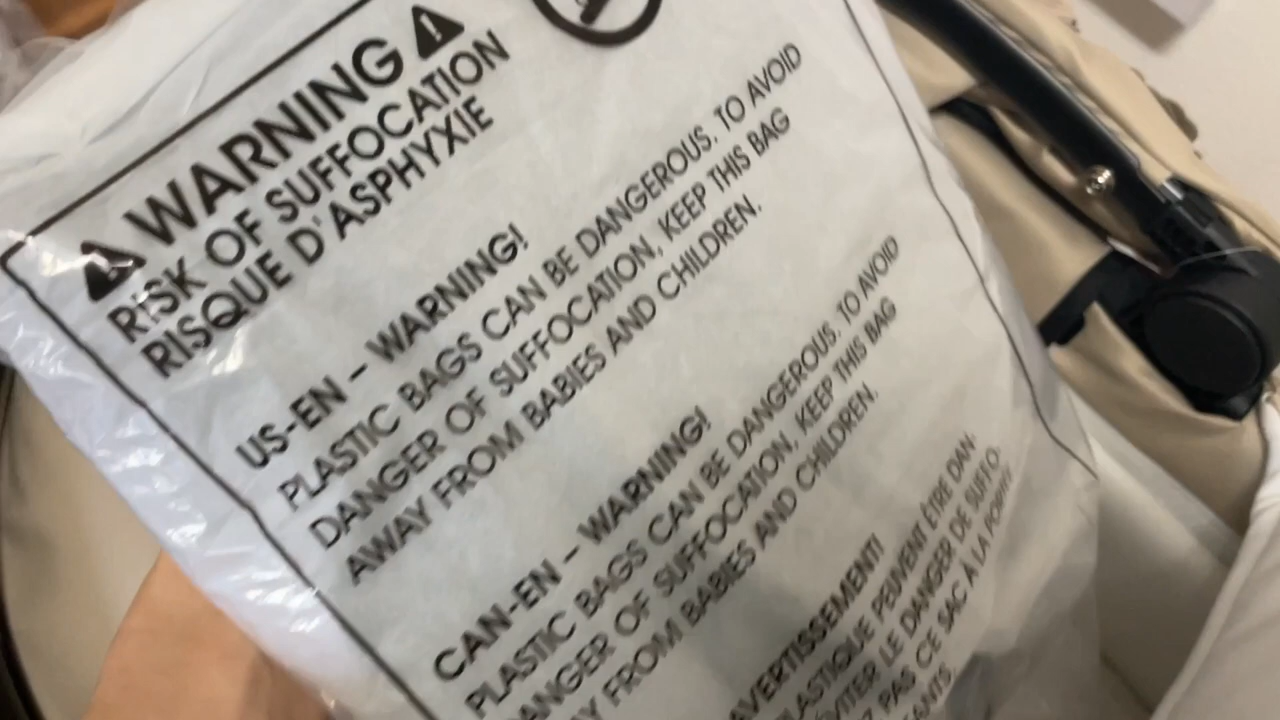 WARNING
RISK OF SUFFOCATION
RISQUE D'ASPHYXIE
US-EN – WARNING!
PLASTIC BAGS CAN BE DANGEROUS. TO AVOID
DANGER OF SUFFOCATION, KEEP THIS BAG
AWAY FROM BABIES AND CHILDREN.
CAN-EN – WARNING!
PLASTIC BAGS CAN BE DANGEROUS. TO AVOID
DANGER OF SUFFOCATION, KEEP THIS BAG
FROM BABIES AND CHILDREN.
AVERTISSEMENT!
PEUVENT ÊTRE DAN-
LE DANGER DE SUFFO-
PAS CE SAC À LA PORTÉE